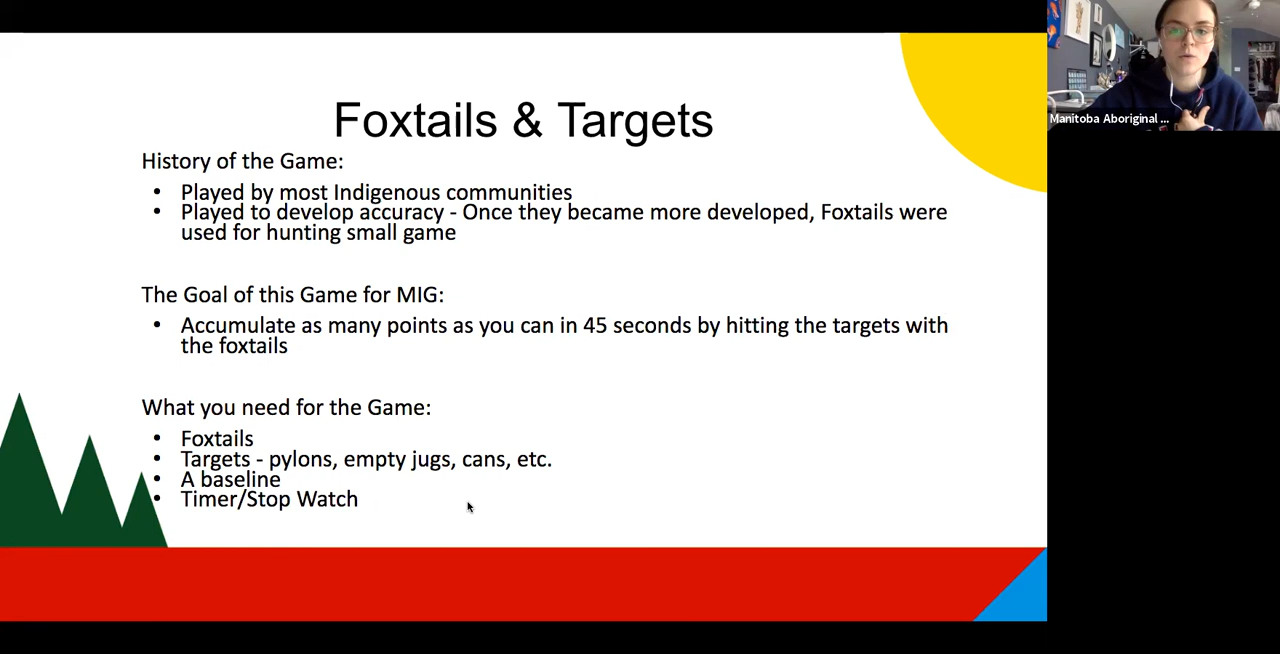 Foxtails & Targets
History of the Game:
• Played by most Indigenous communities
• Played to develop accuracy - Once they became more developed, Foxtails were
used for hunting small game
The Goal of this Game for MIG:
• Accumulate as many points as you can in 45 seconds by hitting the targets with
the foxtails
What you need for the Game:
• Foxtails
• Targets - pylons, empty jugs, cans, etc.
• A baseline
• Timer/Stop Watch
Manitoba Aboriginal ...